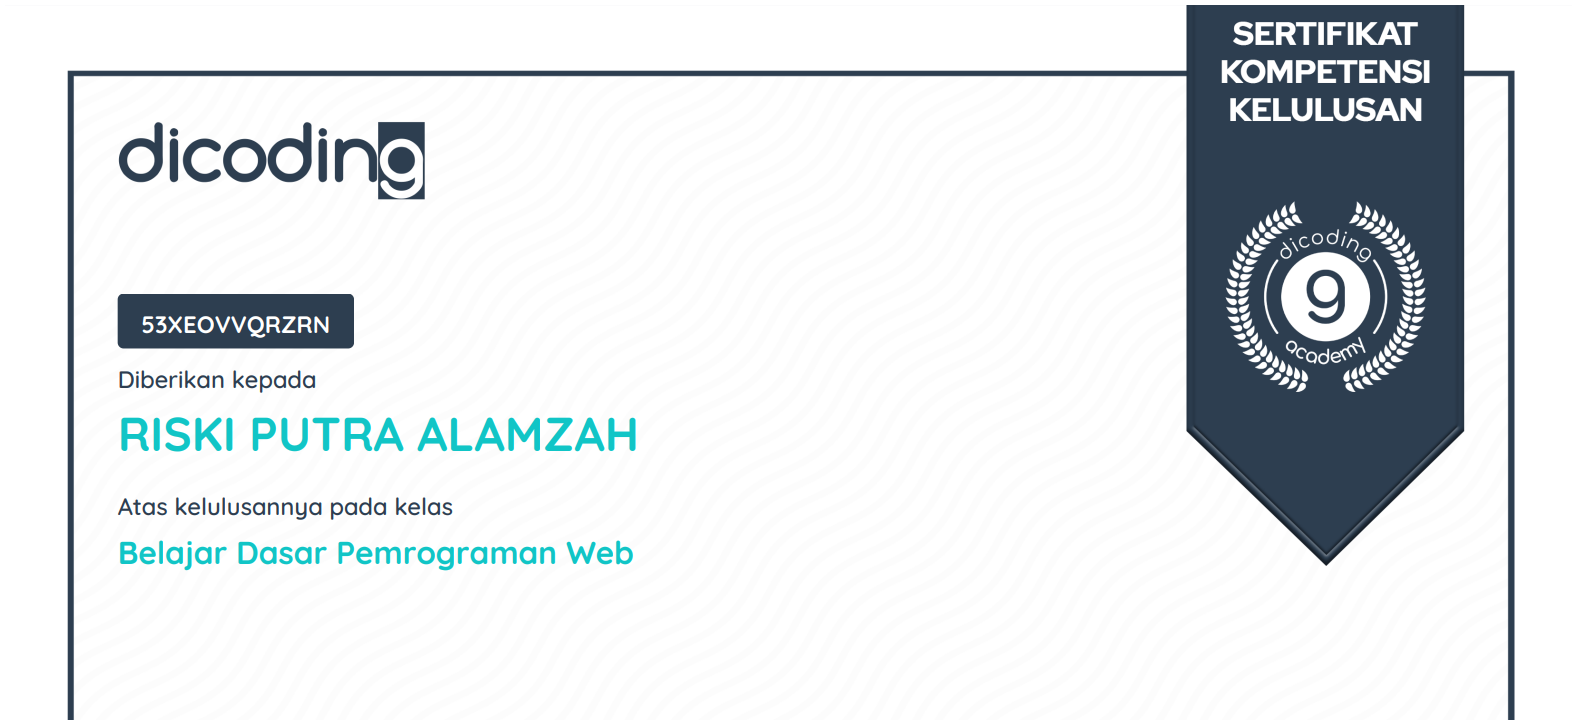 SERTIFIKAT
KOMPETENSI
KELULUSAN
dicoding
dicoding
9
academy
53XEOVVQRZRN
Diberikan kepada
RISKI PUTRA ALAMZAH
Atas kelulusannya pada kelas
Belajar Dasar Pemrograman Web